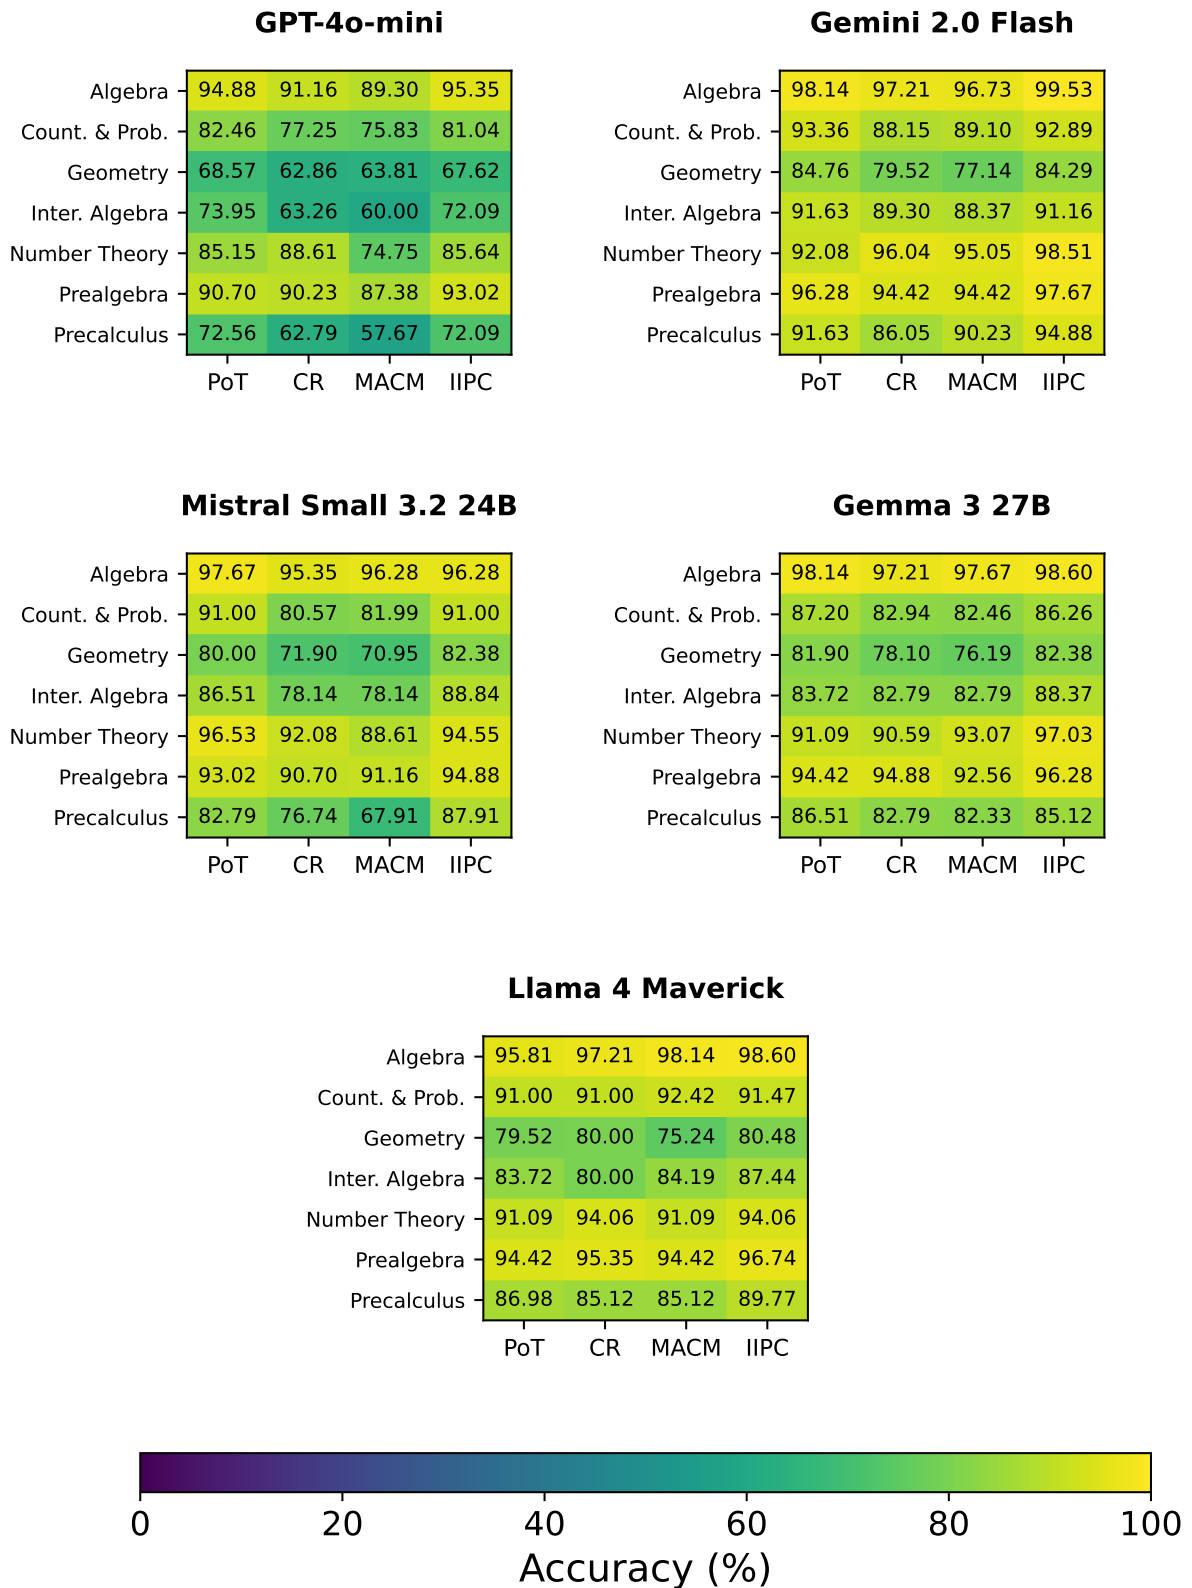 GPT-4o-mini
Algebra 94.88 91.16 89.30 95.35
Count. & Prob. 82.46 77.25 75.83 81.04
Geometry 68.57 62.86 63.81 67.62
Inter. Algebra 73.95 63.26 60.00 72.09
Number Theory 85.15 88.61 74.75 85.64
Prealgebra 90.70 90.23 87.38 93.02
Precalculus 72.56 62.79 57.67 72.09
PoT CR MACM IIPC
Gemini 2.0 Flash
Algebra 98.14 97.21 96.73 99.53
Count. & Prob. 93.36 88.15 89.10 92.89
Geometry 84.76 79.52 77.14 84.29
Inter. Algebra 91.63 89.30 88.37 91.16
Number Theory 92.08 96.04 95.05 98.51
Prealgebra 96.28 94.42 94.42 97.67
Precalculus 91.63 86.05 90.23 94.88
PoT CR MACM IIPC
Mistral Small 3.2 24B
Algebra 97.67 95.35 96.28 96.28
Count. & Prob. 91.00 80.57 81.99 91.00
Geometry 80.00 71.90 70.95 82.38
Inter. Algebra 86.51 78.14 78.14 88.84
Number Theory 96.53 92.08 88.61 94.55
Prealgebra 93.02 90.70 91.16 94.88
Precalculus 82.79 76.74 67.91 87.91
PoT CR MACM IIPC
Gemma 3 27B
Algebra 98.14 97.21 97.67 98.60
Count. & Prob. 87.20 82.94 82.46 86.26
Geometry 81.90 78.10 76.19 82.38
Inter. Algebra 83.72 82.79 82.79 88.37
Number Theory 91.09 90.59 93.07 97.03
Prealgebra 94.42 94.88 92.56 96.28
Precalculus 86.51 82.79 82.33 85.12
PoT CR MACM IIPC
Llama 4 Maverick
Algebra 95.81 97.21 98.14 98.60
Count. & Prob. 91.00 91.00 92.42 91.47
Geometry 79.52 80.00 75.24 80.48
Inter. Algebra 83.72 80.00 84.19 87.44
Number Theory 91.09 94.06 91.09 94.06
Prealgebra 94.42 95.35 94.42 96.74
Precalculus 86.98 85.12 85.12 89.77
PoT CR MACM IIPC
0 20 40 60 80 100
Accuracy (%)